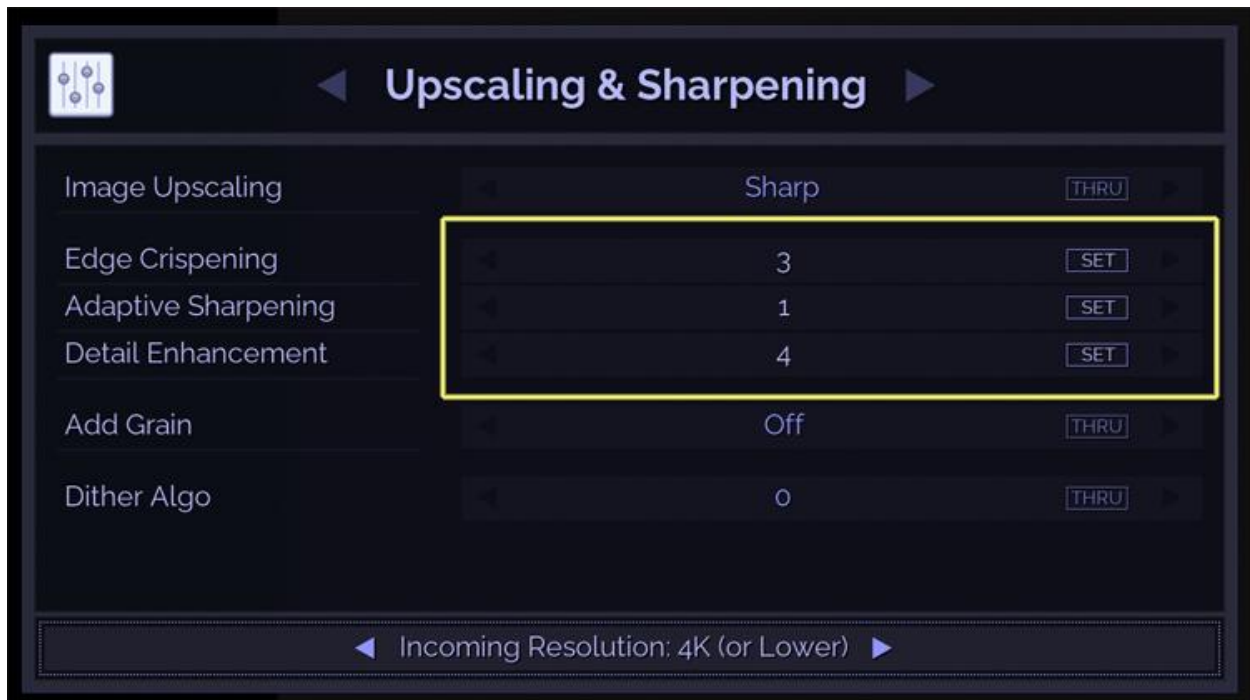 Upscaling & Sharpening
Image Upscaling Sharp THRU
Edge Crispening 3 SET
Adaptive Sharpening 1 SET
Detail Enhancement 4 SET
Add Grain Off THRU
Dither Algo 0 THRU
Incoming Resolution: 4K (or Lower)